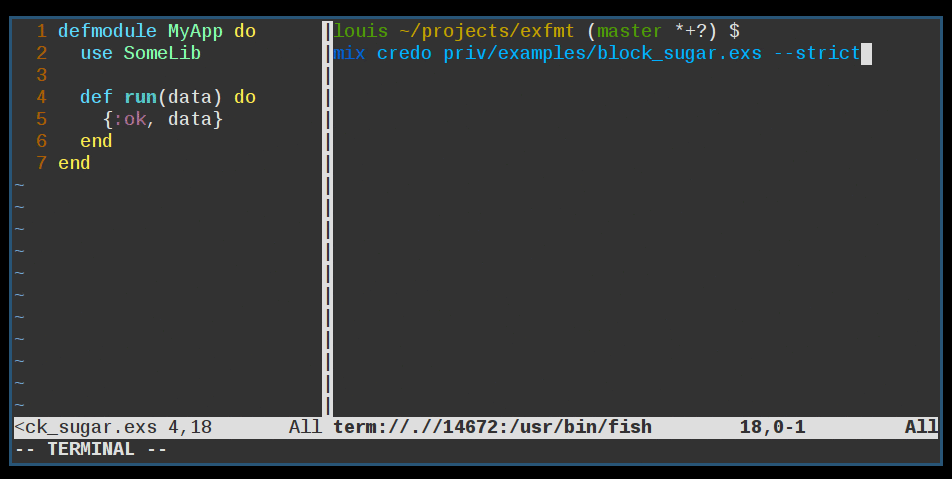 1 defmodule MyApp do
2   use SomeLib
3
4   def run(data) do
5     {:ok, data}
6   end
7 end
~
~
~
~
~
~
~
~
~
~
~
<ck_sugar.exs 4,18       All
louis ~/projects/exfmt (master *+?) $
mix credo priv/examples/block_sugar.exs --strict
term://.//14672:/usr/bin/fish        18,0-1         All
-- TERMINAL --